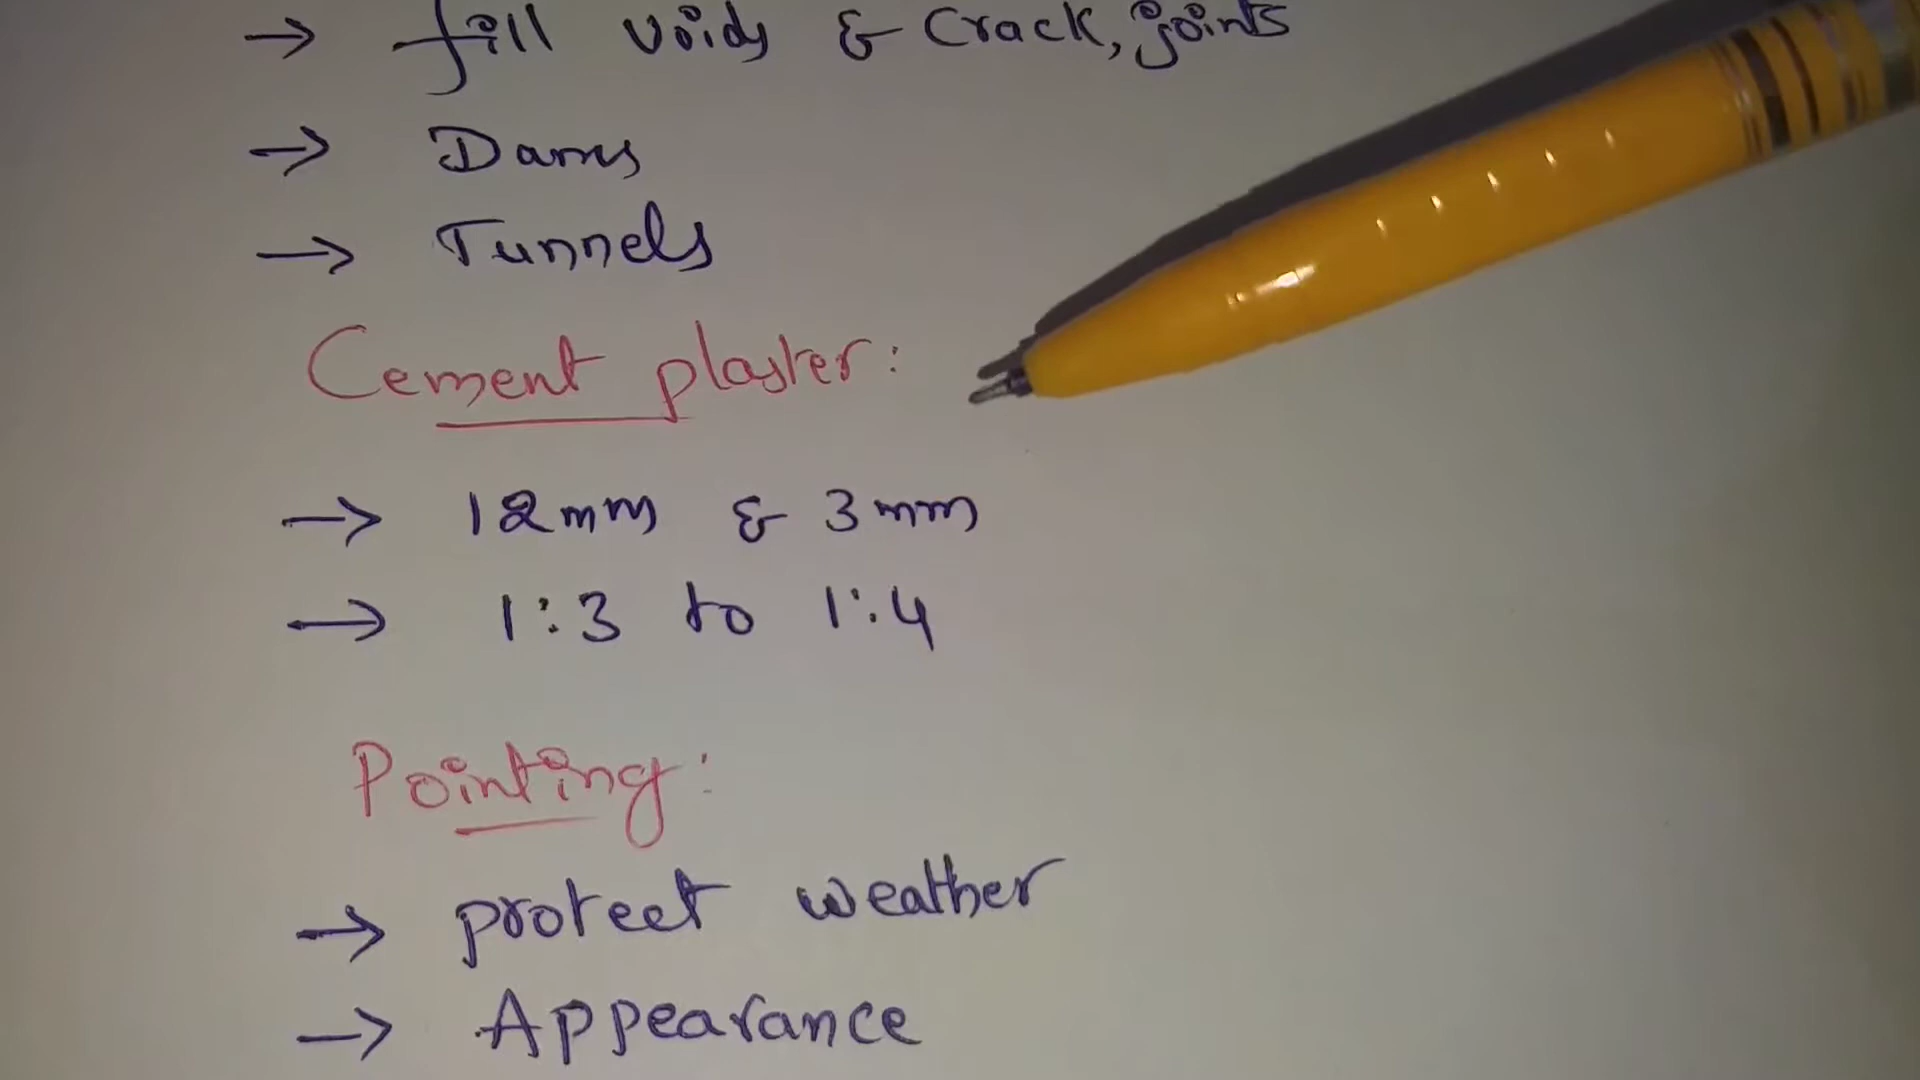 → fill voids & Crack, joints
→ Dams
→ Tunnels
Cement plaster:
→ 12mm & 3mm
→ 1:3 to 1:4
Pointing:
→ protect weather
→ Appearance